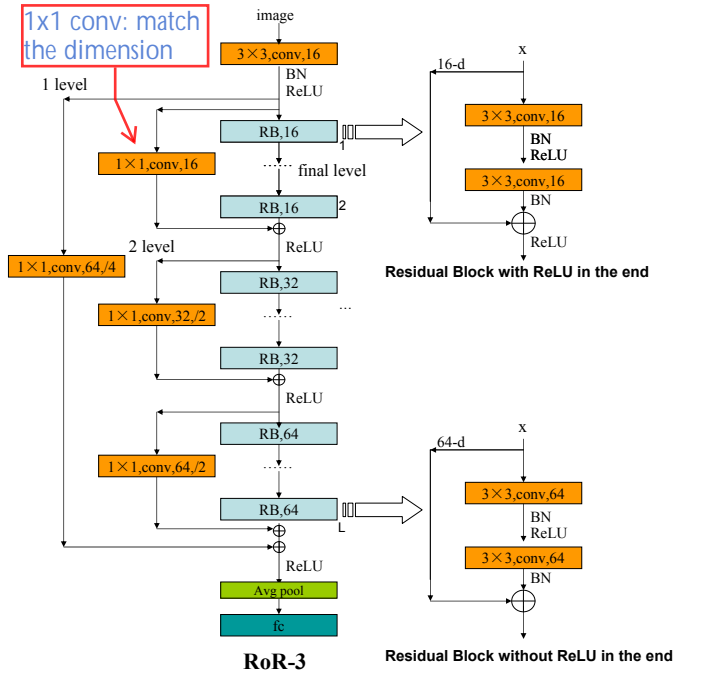 1x1 conv: match
the dimension
image
3×3,conv,16
BN
ReLU
1 level
RB,16
1
1×1,conv,16
......
final level
RB,16
2
ReLU
2 level
1×1,conv,64,/4
RB,32
...
1×1,conv,32,/2
......
RB,32
ReLU
RB,64
1×1,conv,64,/2
......
RB,64
L
ReLU
Avg pool
fc
RoR-3
x
16-d
3×3,conv,16
BN
ReLU
3×3,conv,16
BN
ReLU
Residual Block with ReLU in the end
x
64-d
3×3,conv,64
BN
ReLU
3×3,conv,64
BN
Residual Block without ReLU in the end